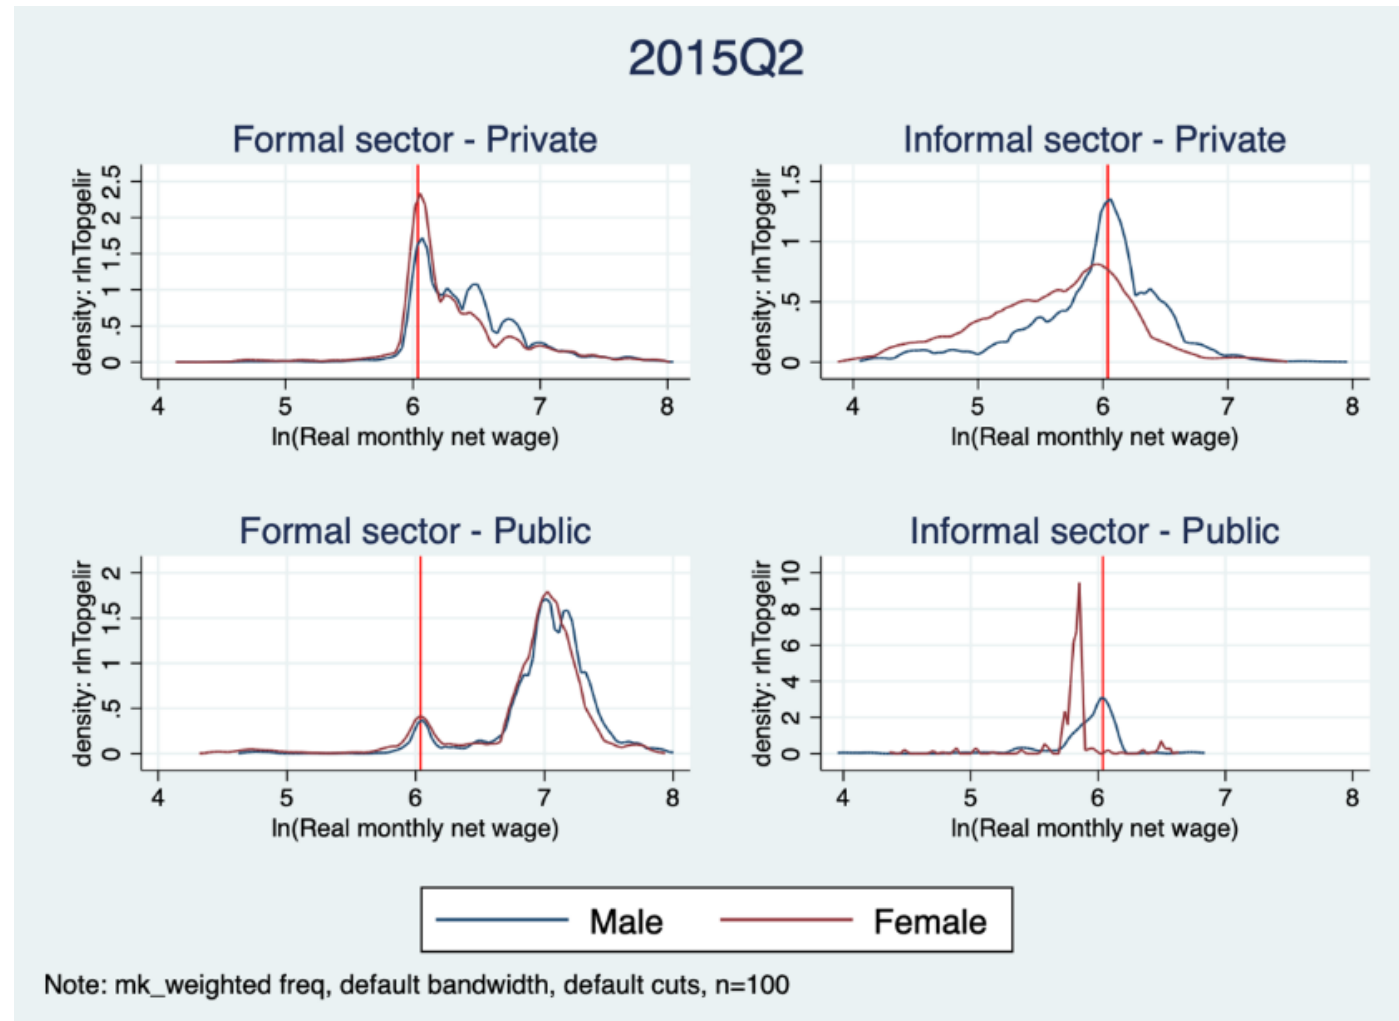 2015Q2
Formal sector - Private
density: rlnTopgelir
0 .5 1 1.5 2 2.5
4 5 6 7 8
ln(Real monthly net wage)
Informal sector - Private
density: rlnTopgelir
0 .5 1 1.5
4 5 6 7 8
ln(Real monthly net wage)
Formal sector - Public
density: rlnTopgelir
0 .5 1 1.5 2
4 5 6 7 8
ln(Real monthly net wage)
Informal sector - Public
density: rlnTopgelir
0 2 4 6 8 10
4 5 6 7 8
ln(Real monthly net wage)
Male Female
Note: mk_weighted freq, default bandwidth, default cuts, n=100